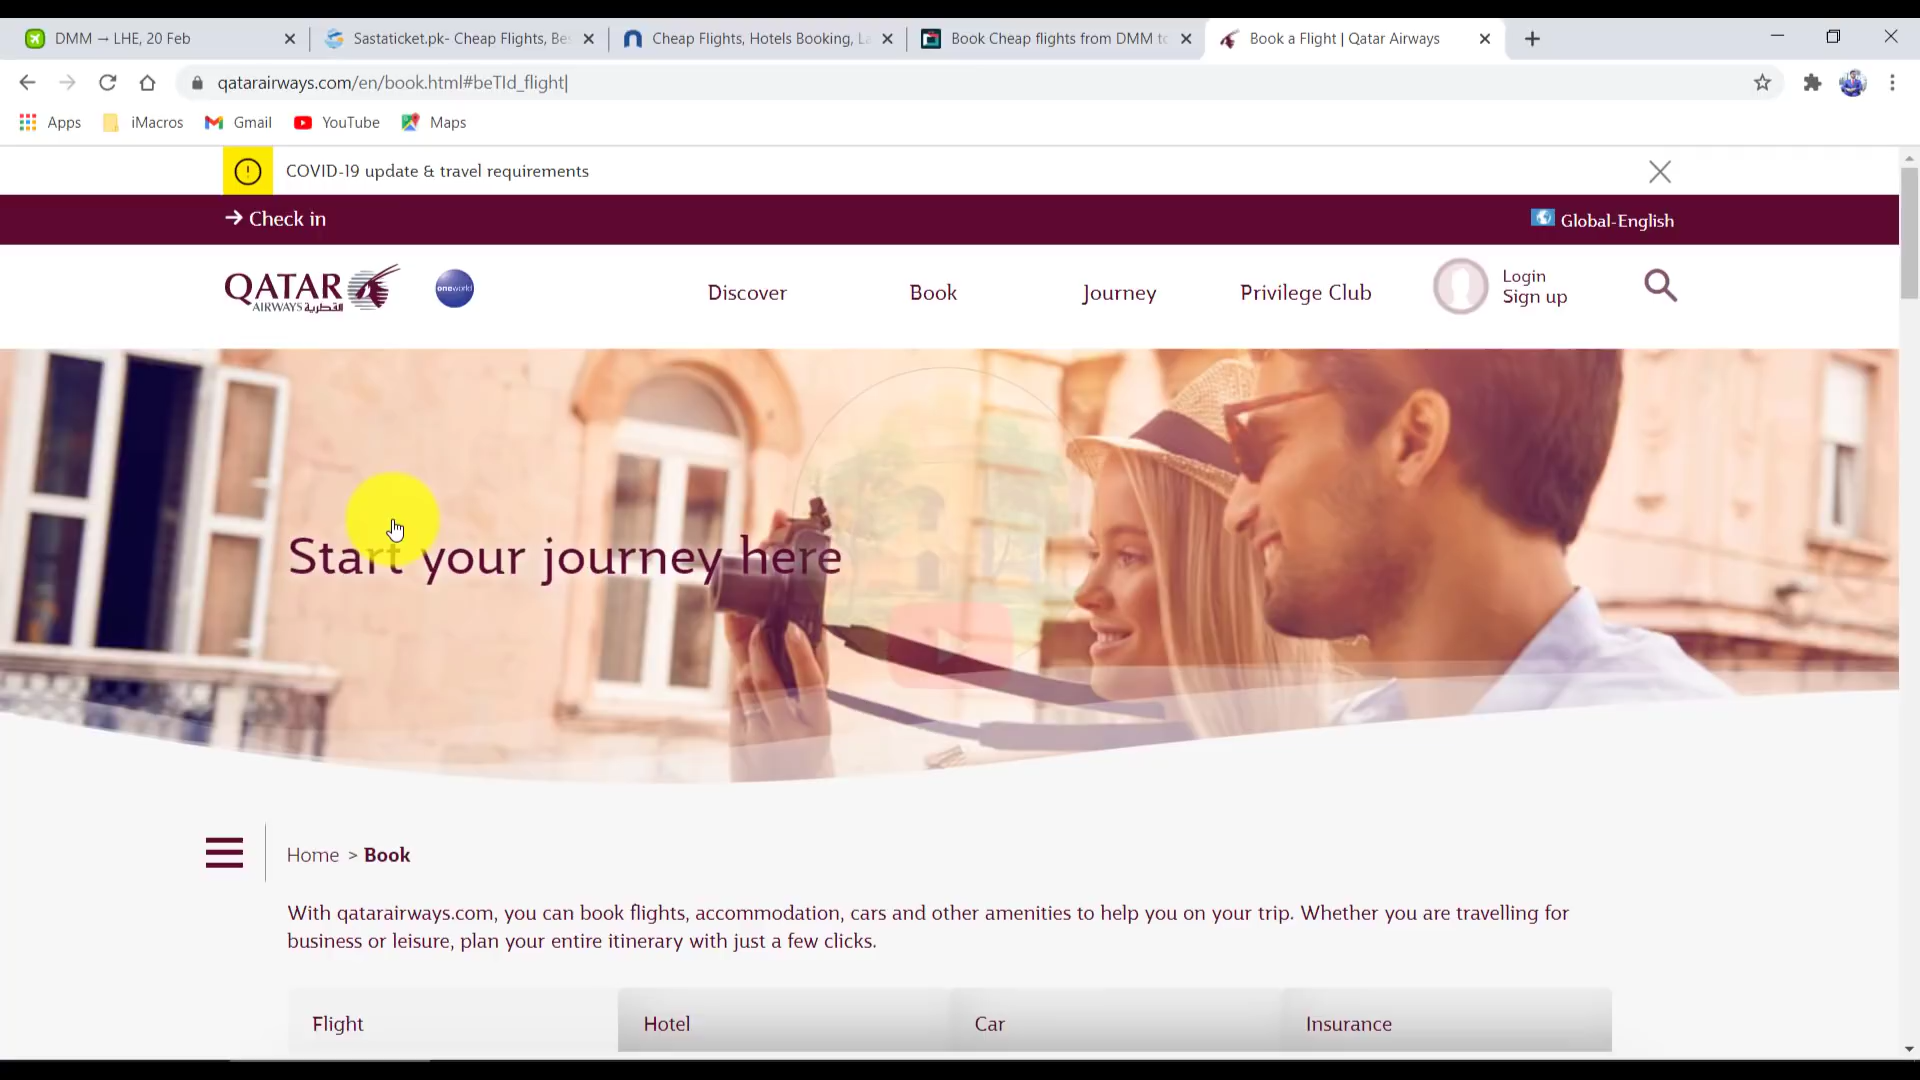 DMM → LHE, 20 Feb
Sastaticket.pk- Cheap Flights, Be
Cheap Flights, Hotels Booking, L
Book Cheap flights from DMM to
Book a Flight | Qatar Airways
qatarairways.com/en/book.html#beTId_flight
Apps
iMacros
Gmail
YouTube
Maps
COVID-19 update & travel requirements
→ Check in
Global-English
QATAR
AIRWAYS القطرية
oneworld
Discover
Book
Journey
Privilege Club
Login
Sign up
Start your journey here
Home > Book
With qatarairways.com, you can book flights, accommodation, cars and other amenities to help you on your trip. Whether you are travelling for
business or leisure, plan your entire itinerary with just a few clicks.
Flight
Hotel
Car
Insurance